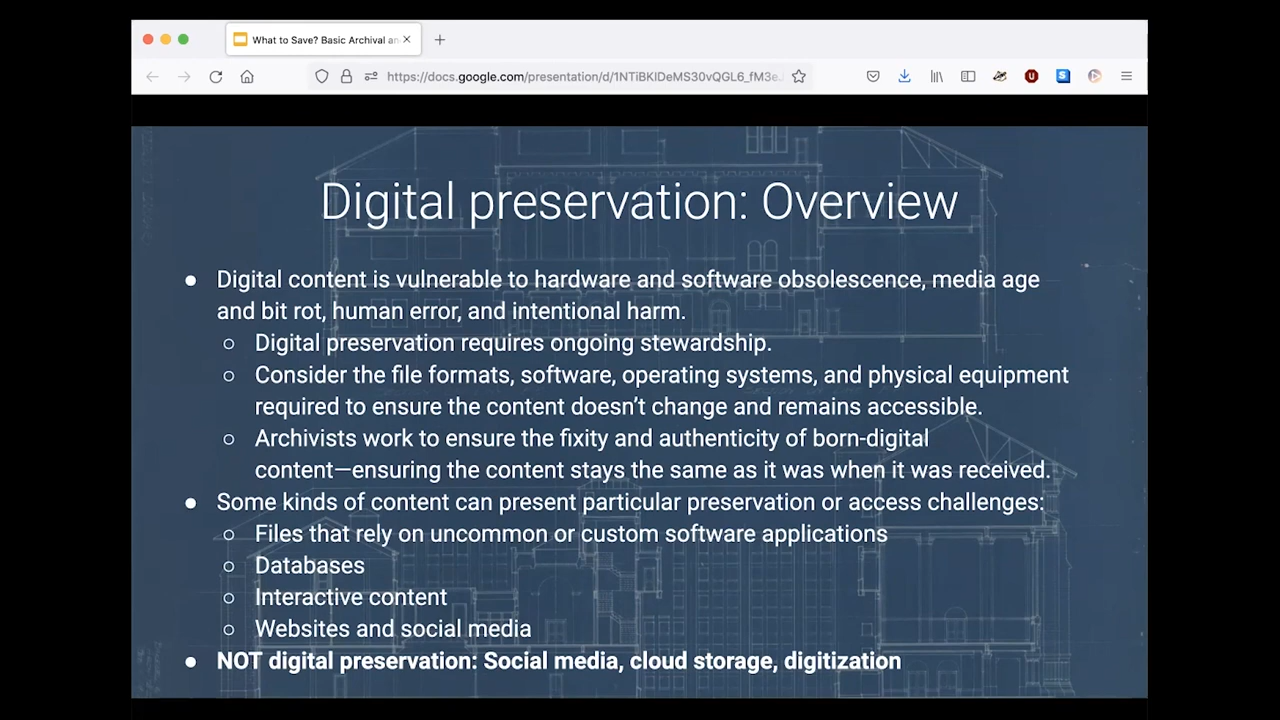 What to Save? Basic Archival an
https://docs.google.com/presentation/d/1NTiBKIDeMS30vQGL6_fM3e
Digital preservation: Overview
● Digital content is vulnerable to hardware and software obsolescence, media age
and bit rot, human error, and intentional harm.
○ Digital preservation requires ongoing stewardship.
○ Consider the file formats, software, operating systems, and physical equipment
required to ensure the content doesn’t change and remains accessible.
○ Archivists work to ensure the fixity and authenticity of born-digital
content—ensuring the content stays the same as it was when it was received.
● Some kinds of content can present particular preservation or access challenges:
○ Files that rely on uncommon or custom software applications
○ Databases
○ Interactive content
○ Websites and social media
● NOT digital preservation: Social media, cloud storage, digitization